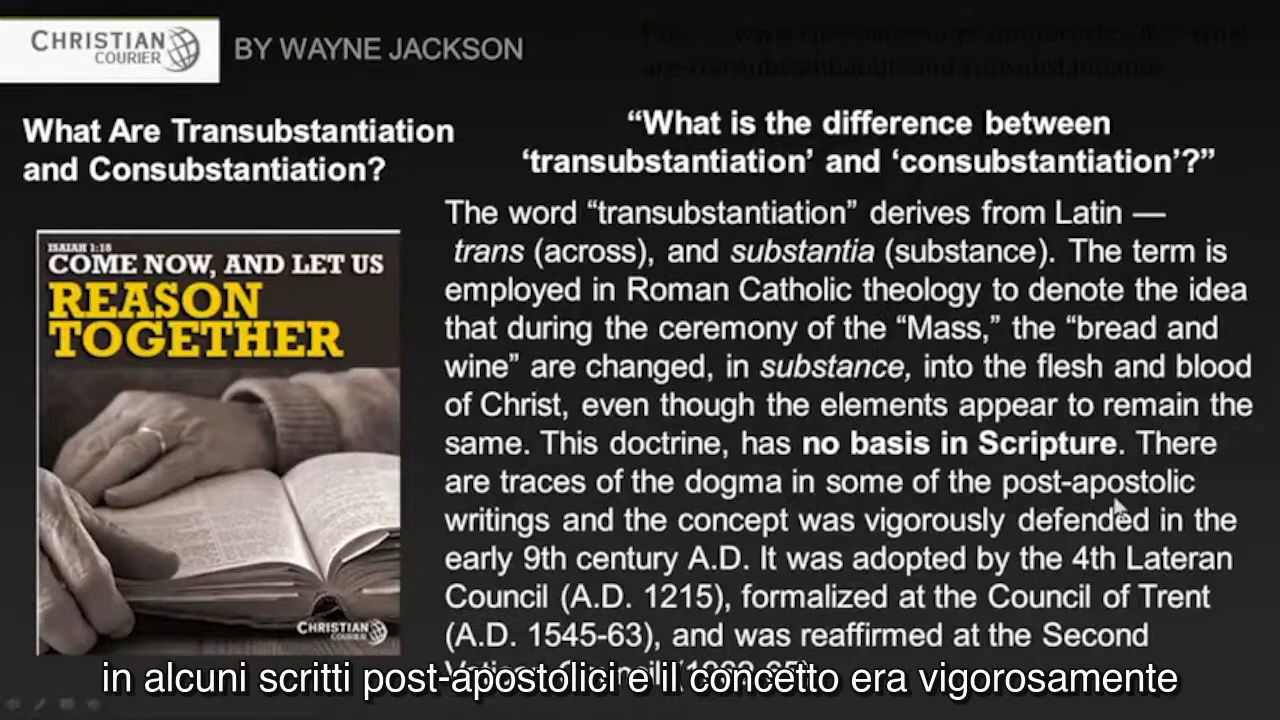 CHRISTIAN
COURIER
BY WAYNE JACKSON
What Are Transubstantiation
and Consubstantiation?
ISAIAH 1:18
COME NOW, AND LET US
REASON
TOGETHER
CHRISTIAN
COURIER
“What is the difference between
‘transubstantiation’ and ‘consubstantiation’?”
The word “transubstantiation” derives from Latin —
trans (across), and substantia (substance). The term is
employed in Roman Catholic theology to denote the idea
that during the ceremony of the “Mass,” the “bread and
wine” are changed, in substance, into the flesh and blood
of Christ, even though the elements appear to remain the
same. This doctrine, has no basis in Scripture. There
are traces of the dogma in some of the post-apostolic
writings and the concept was vigorously defended in the
early 9th century A.D. It was adopted by the 4th Lateran
Council (A.D. 1215), formalized at the Council of Trent
(A.D. 1545-63), and was reaffirmed at the Second
in alcuni scritti post-apostolici e il concetto era vigorosamente